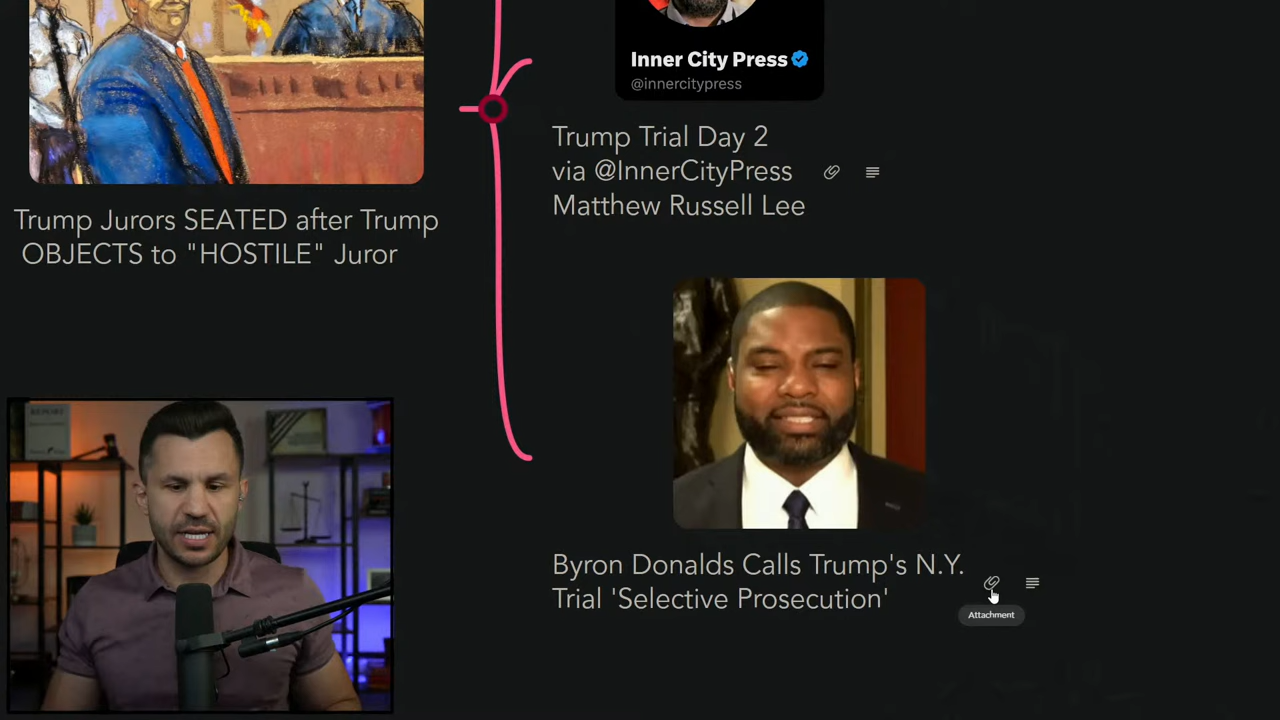 Inner City Press
@innercitypress
Trump Trial Day 2
via @InnerCityPress
Matthew Russell Lee
Trump Jurors SEATED after Trump
OBJECTS to "HOSTILE" Juror
REPORT
Byron Donalds Calls Trump's N.Y.
Trial 'Selective Prosecution'
Attachment